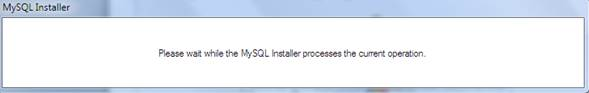 MySQL Installer
Please wait while the MySQL Installer processes the current operation.